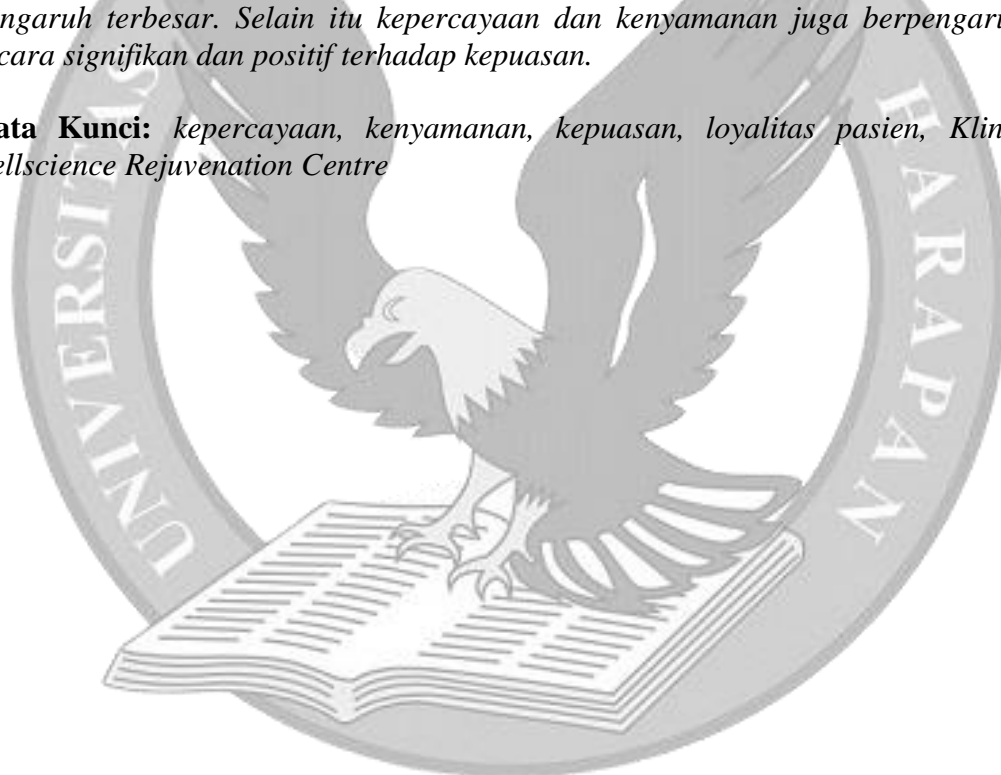 ngaruh terbesar. Selain itu kepercayaan dan kenyamanan juga berpengaru
cara signifikan dan positif terhadap kepuasan.
ata Kunci: kepercayaan, kenyamanan, kepuasan, loyalitas pasien, Klin
ellscience Rejuvenation Centre
UNIVERSITAS
HARAPAN